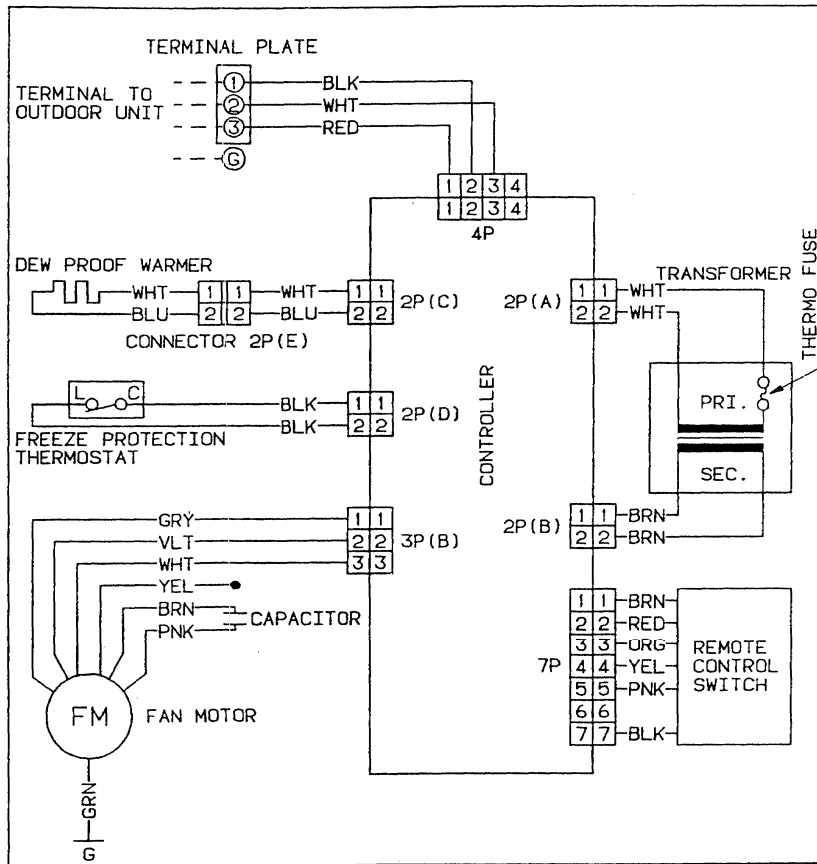 TERMINAL PLATE
TERMINAL TO
OUTDOOR UNIT
1 BLK
2 WHT
3 RED
G
1 2 3 4
1 2 3 4
4P
DEW PROOF WARMER
WHT 1 1 WHT 1 1 2P(C)
BLU 2 2 BLU 2 2
CONNECTOR 2P(E)
2P(A) 1 1 WHT
2 2 WHT
TRANSFORMER
THERMO FUSE
PRI.
SEC.
L C
BLK 1 1 2P(D)
BLK 2 2
FREEZE PROTECTION
THERMOSTAT
CONTROLLER
GRY 1 1
VLT 2 2 3P(B)
WHT 3 3
YEL
BRN
PNK
CAPACITOR
2P(B) 1 1 BRN
2 2 BRN
7P
1 1 BRN
2 2 RED
3 3 ORG
4 4 YEL
5 5 PNK
6 6
7 7 BLK
REMOTE
CONTROL
SWITCH
FM
FAN MOTOR
GRN
G